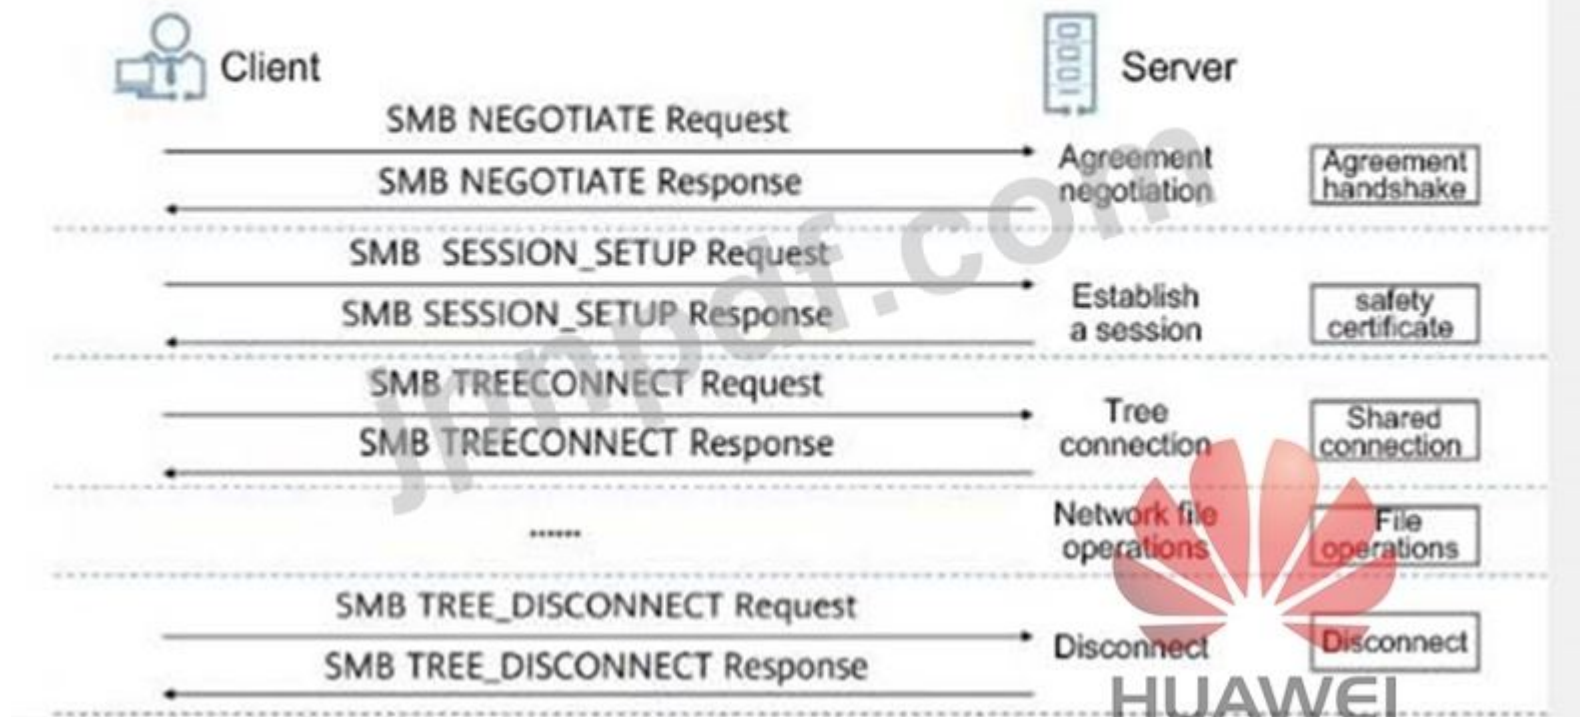 Client
Server
SMB NEGOTIATE Request
SMB NEGOTIATE Response
Agreement
negotiation
Agreement
handshake
SMB SESSION_SETUP Request
SMB SESSION_SETUP Response
Establish
a session
safety
certificate
SMB TREECONNECT Request
SMB TREECONNECT Response
Tree
connection
Shared
connection
......
Network file
operations
File
operations
SMB TREE_DISCONNECT Request
SMB TREE_DISCONNECT Response
Disconnect
Disconnect
jpnpdf.com
HUAWEI